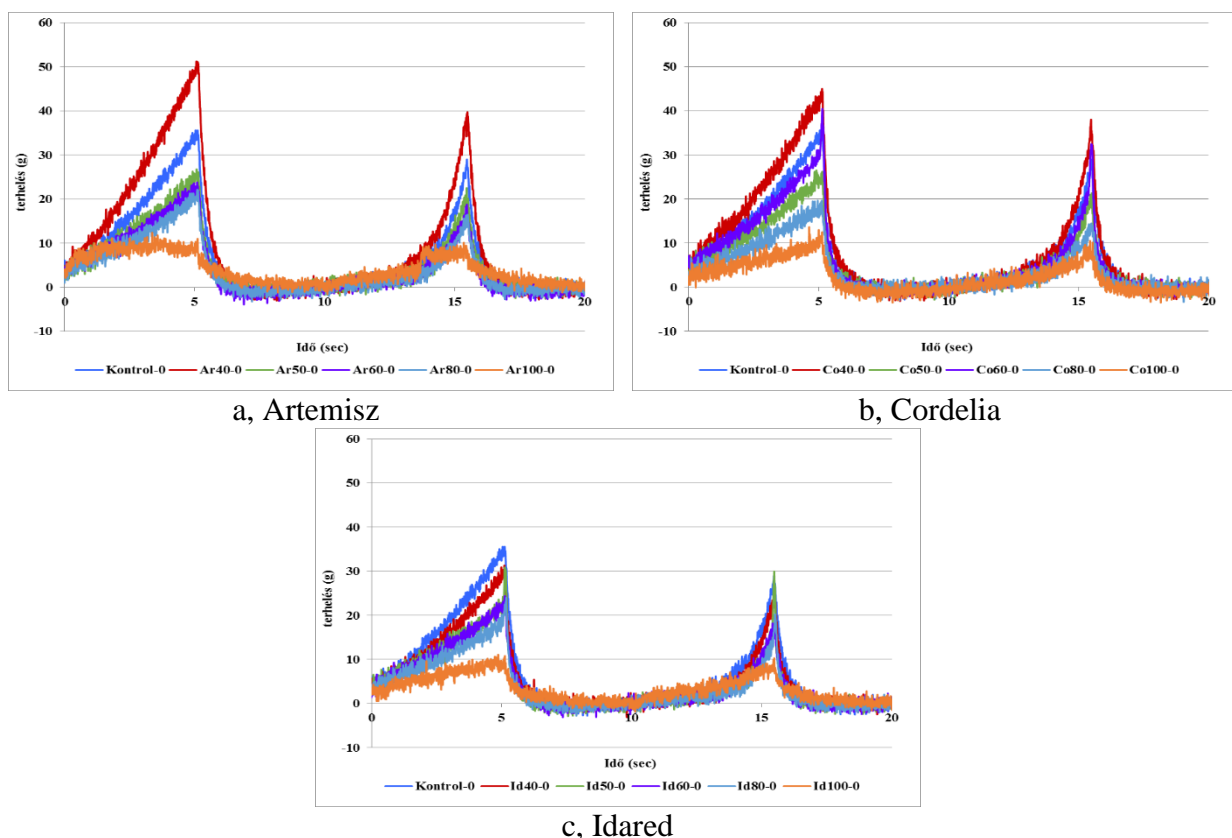 60
50
40
30
20
10
0
-10
terhelés (g)
0 5 10 15 20
Idő (sec)
Kontrol-0 Ar40-0 Ar50-0 Ar60-0 Ar80-0 Ar100-0
a, Artemisz
60
50
40
30
20
10
0
-10
terhelés (g)
0 5 10 15 20
Idő (sec)
Kontrol-0 Co40-0 Co50-0 Co60-0 Co80-0 Co100-0
b, Cordelia
60
50
40
30
20
10
0
-10
terhelés (g)
0 5 10 15 20
Idő (sec)
Kontrol-0 Id40-0 Id50-0 Id60-0 Id80-0 Id100-0
c, Idared